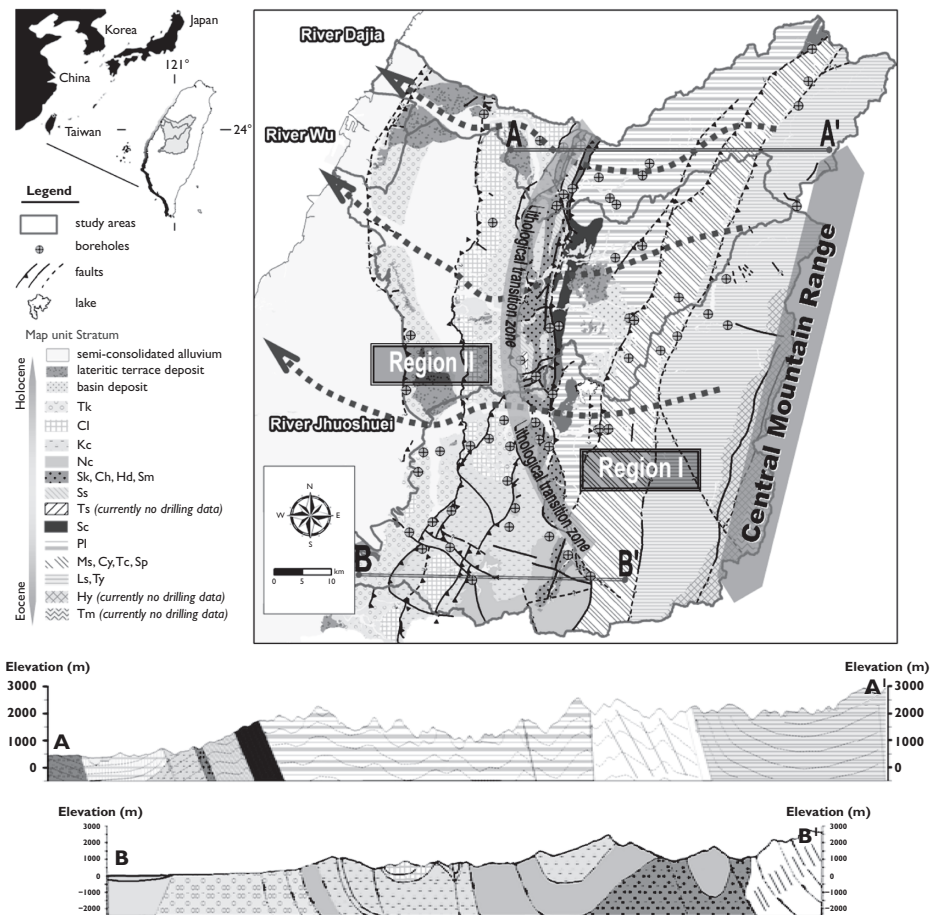 Korea
Japan
121°
China
Taiwan
24°
Legend
study areas
boreholes
faults
lake
Map unit Stratum
Holocene
Eocene
semi-consolidated alluvium
lateritic terrace deposit
basin deposit
Tk
Cl
Kc
Nc
Sk, Ch, Hd, Sm
Ss
Ts (currently no drilling data)
Sc
Pl
Ms, Cy, Tc, Sp
Ls, Ty
Hy (currently no drilling data)
Tm (currently no drilling data)
River Dajia
River Wu
River Jhuoshuei
A
A'
Lithological transition zone
Region II
Lithological transition zone
Region I
Central Mountain Range
B
B'
N
W
E
S
0 5 10 km
Elevation (m)
Elevation (m)
3000
2000
1000
0
A
A'
3000
2000
1000
0
Elevation (m)
Elevation (m)
3000
2000
1000
0
−1000
−2000
B
B'
3000
2000
1000
0
−1000
−2000